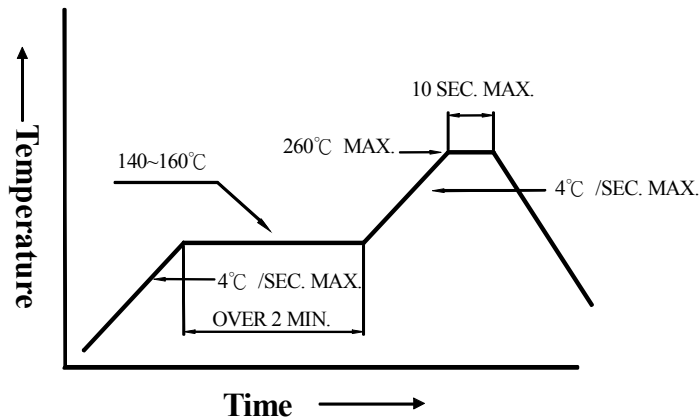 10 SEC. MAX.
260℃ MAX.
140~160℃
4℃ /SEC. MAX.
4℃ /SEC. MAX.
OVER 2 MIN.
Temperature
Time